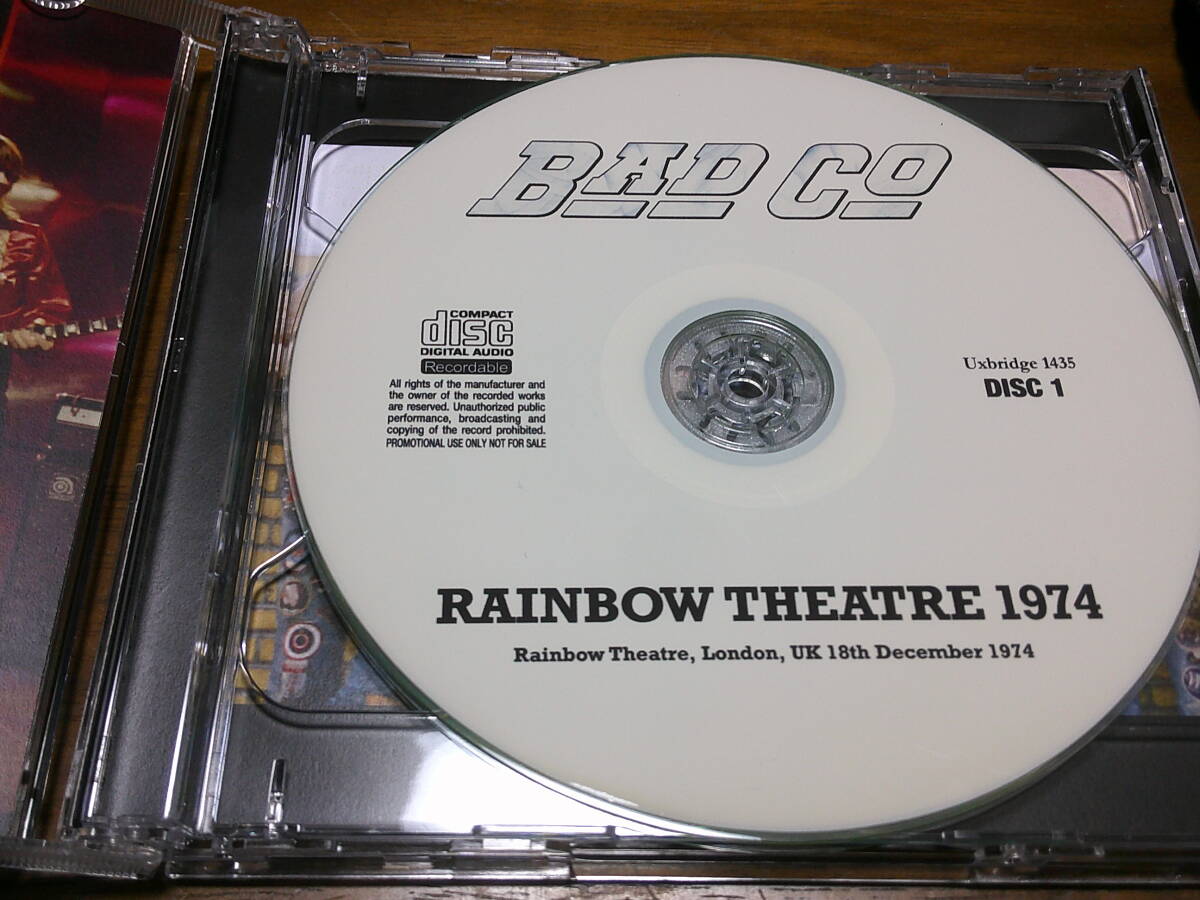 BAD CO
COMPACT
disc
DIGITAL AUDIO
Recordable
All rights of the manufacturer and
the owner of the recorded works
are reserved. Unauthorized public
performance, broadcasting and
copying of the record prohibited.
PROMOTIONAL USE ONLY NOT FOR SALE
Uxbridge 1435
DISC 1
RAINBOW THEATRE 1974
Rainbow Theatre, London, UK 18th December 1974